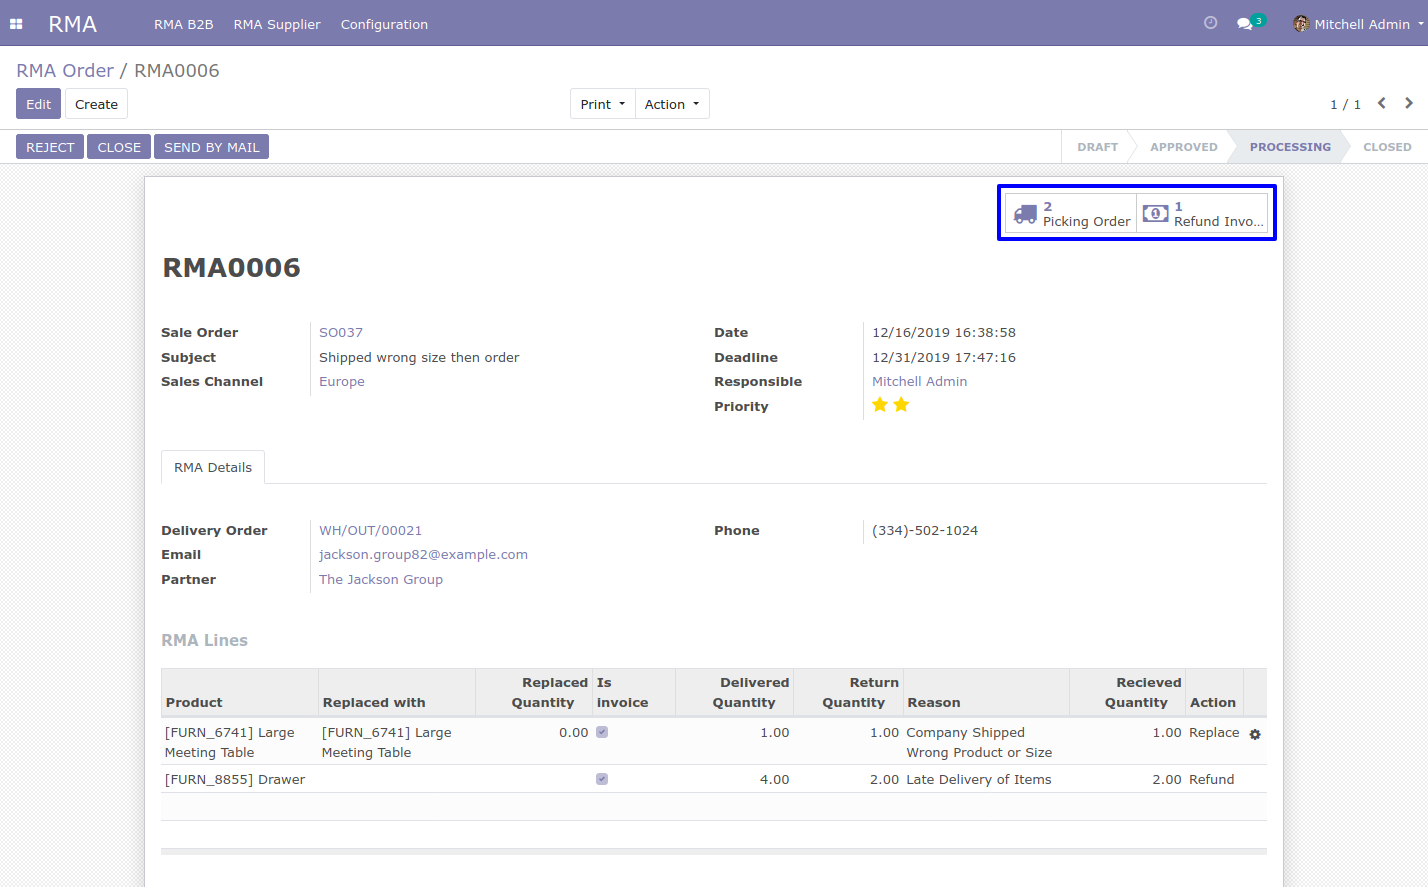 RMA RMA B2B RMA Supplier Configuration 3 Mitchell Admin
RMA Order / RMA0006
Edit Create Print Action 1 / 1
REJECT CLOSE SEND BY MAIL DRAFT APPROVED PROCESSING CLOSED
2 1
Picking Order Refund Invo...
RMA0006
Sale Order SO037 Date 12/16/2019 16:38:58
Subject Shipped wrong size then order Deadline 12/31/2019 17:47:16
Sales Channel Europe Responsible Mitchell Admin
Priority
RMA Details
Delivery Order WH/OUT/00021 Phone (334)-502-1024
Email jackson.group82@example.com
Partner The Jackson Group
RMA Lines
Replaced Is Delivered Return Recieved
Product Replaced with Quantity invoice Quantity Quantity Reason Quantity Action
[FURN_6741] Large [FURN_6741] Large 0.00 1.00 1.00 Company Shipped 1.00 Replace
Meeting Table Meeting Table Wrong Product or Size
[FURN_8855] Drawer 4.00 2.00 Late Delivery of Items 2.00 Refund